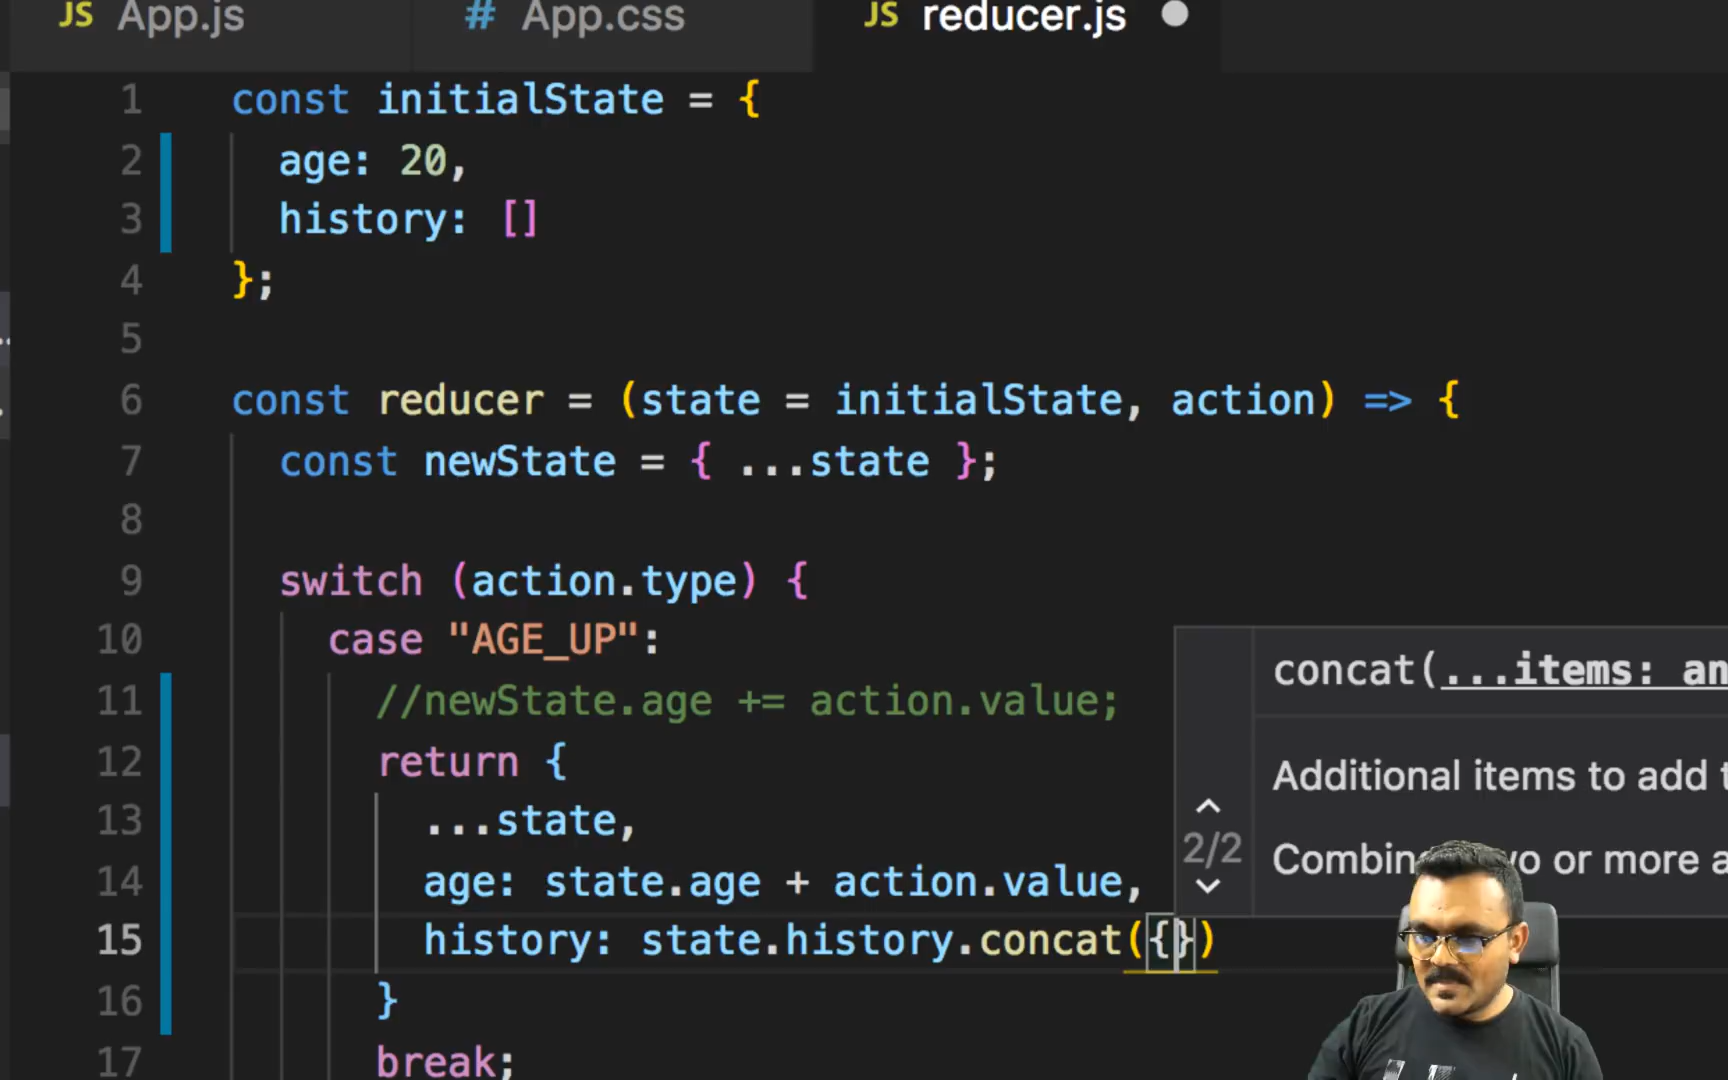 JS App.js # App.css JS reducer.js
1 const initialState = {
2 age: 20,
3 history: []
4 };
5
6 const reducer = (state = initialState, action) => {
7 const newState = { ...state };
8
9 switch (action.type) {
10 case "AGE_UP":
11 //newState.age += action.value;
12 return {
13 ...state,
14 age: state.age + action.value,
15 history: state.history.concat({})
16 }
17 break;
concat(...items: an
Additional items to add t
2/2
or more a